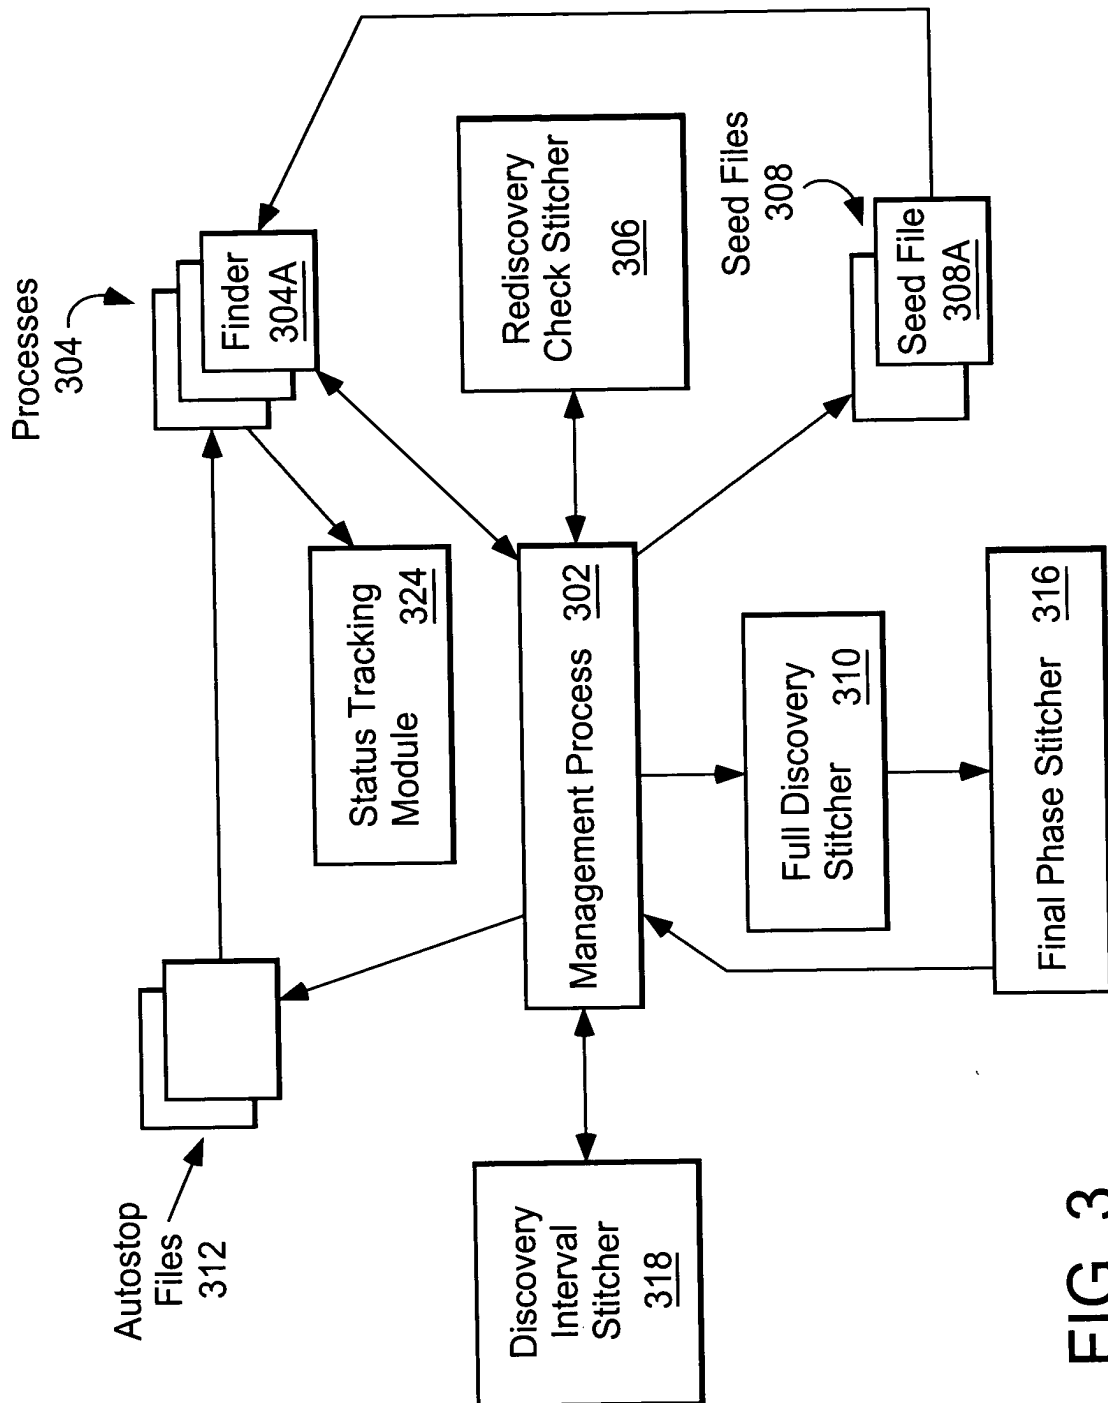 Autostop
Files
312
Processes
304
Finder
304A
Status Tracking
Module 324
Discovery
Interval
Stitcher
318
Management Process 302
Rediscovery
Check Stitcher
306
Full Discovery
Stitcher 310
Seed Files
308
Seed File
308A
Final Phase Stitcher 316
FIG. 3